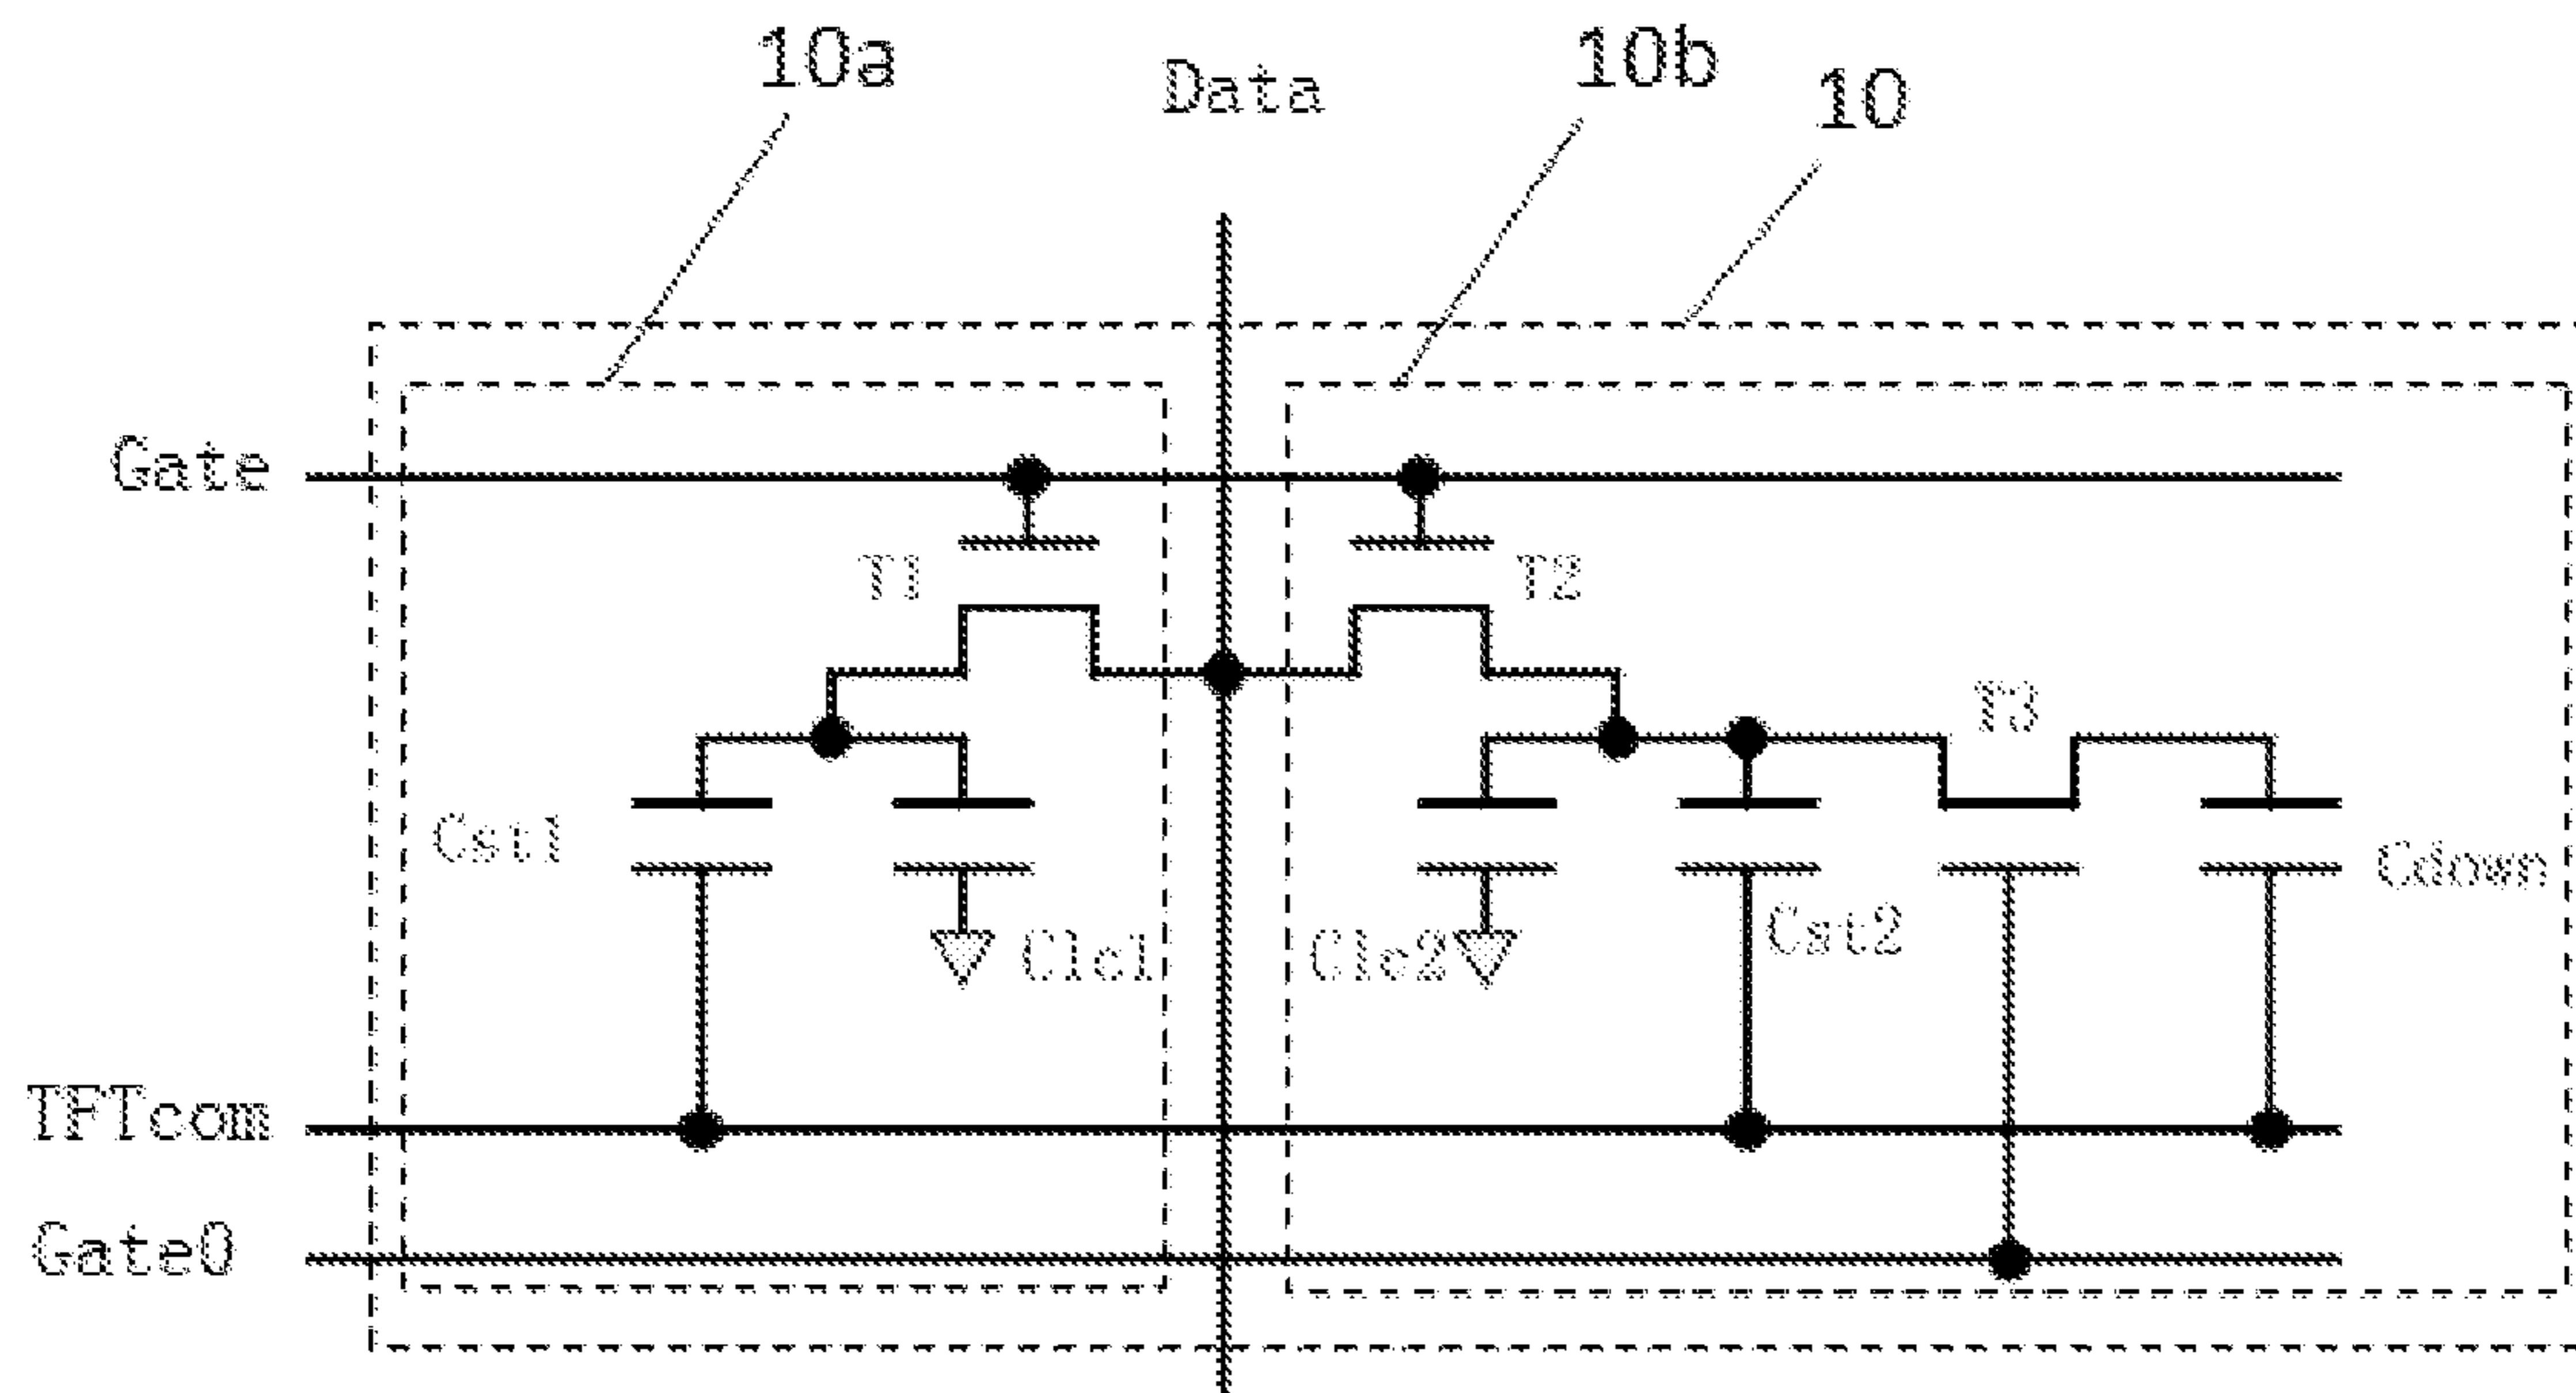 10a
Data
10b
10
Gate
T1
T2
T3
Cst1
Clc1
Clc2
Cst2
Cdown
TFTcom
Gate0